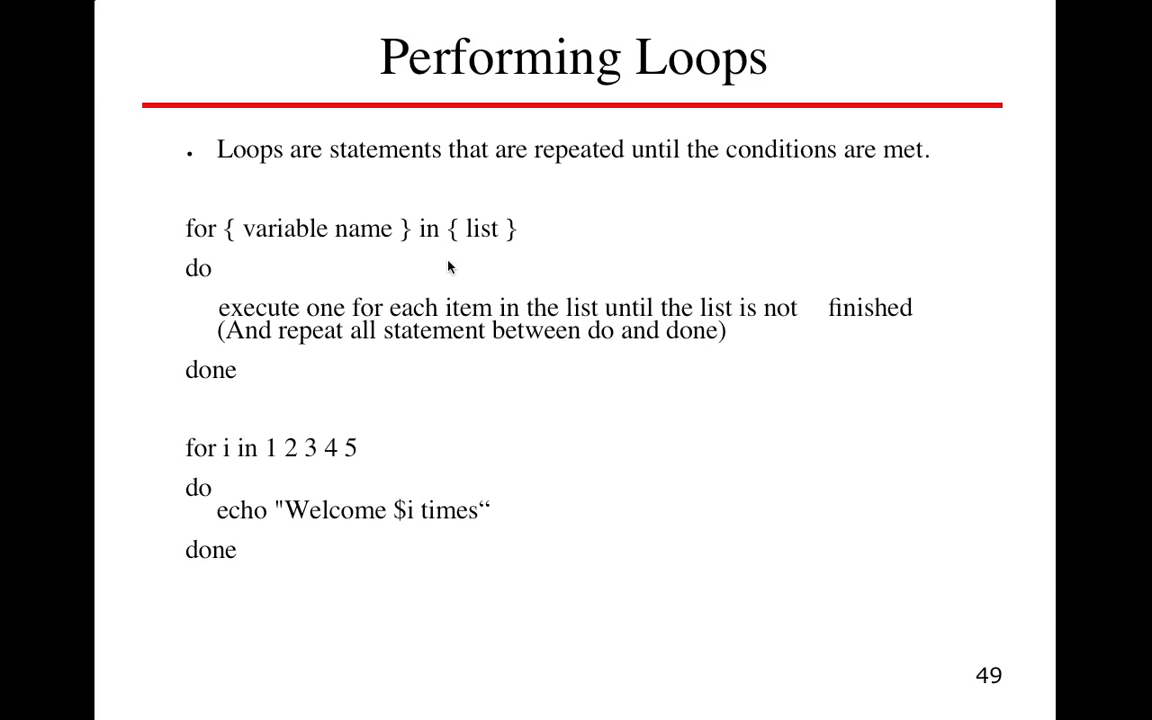 Performing Loops
• Loops are statements that are repeated until the conditions are met.
for { variable name } in { list }
do
execute one for each item in the list until the list is not finished
(And repeat all statement between do and done)
done
for i in 1 2 3 4 5
do
echo "Welcome $i times“
done
49